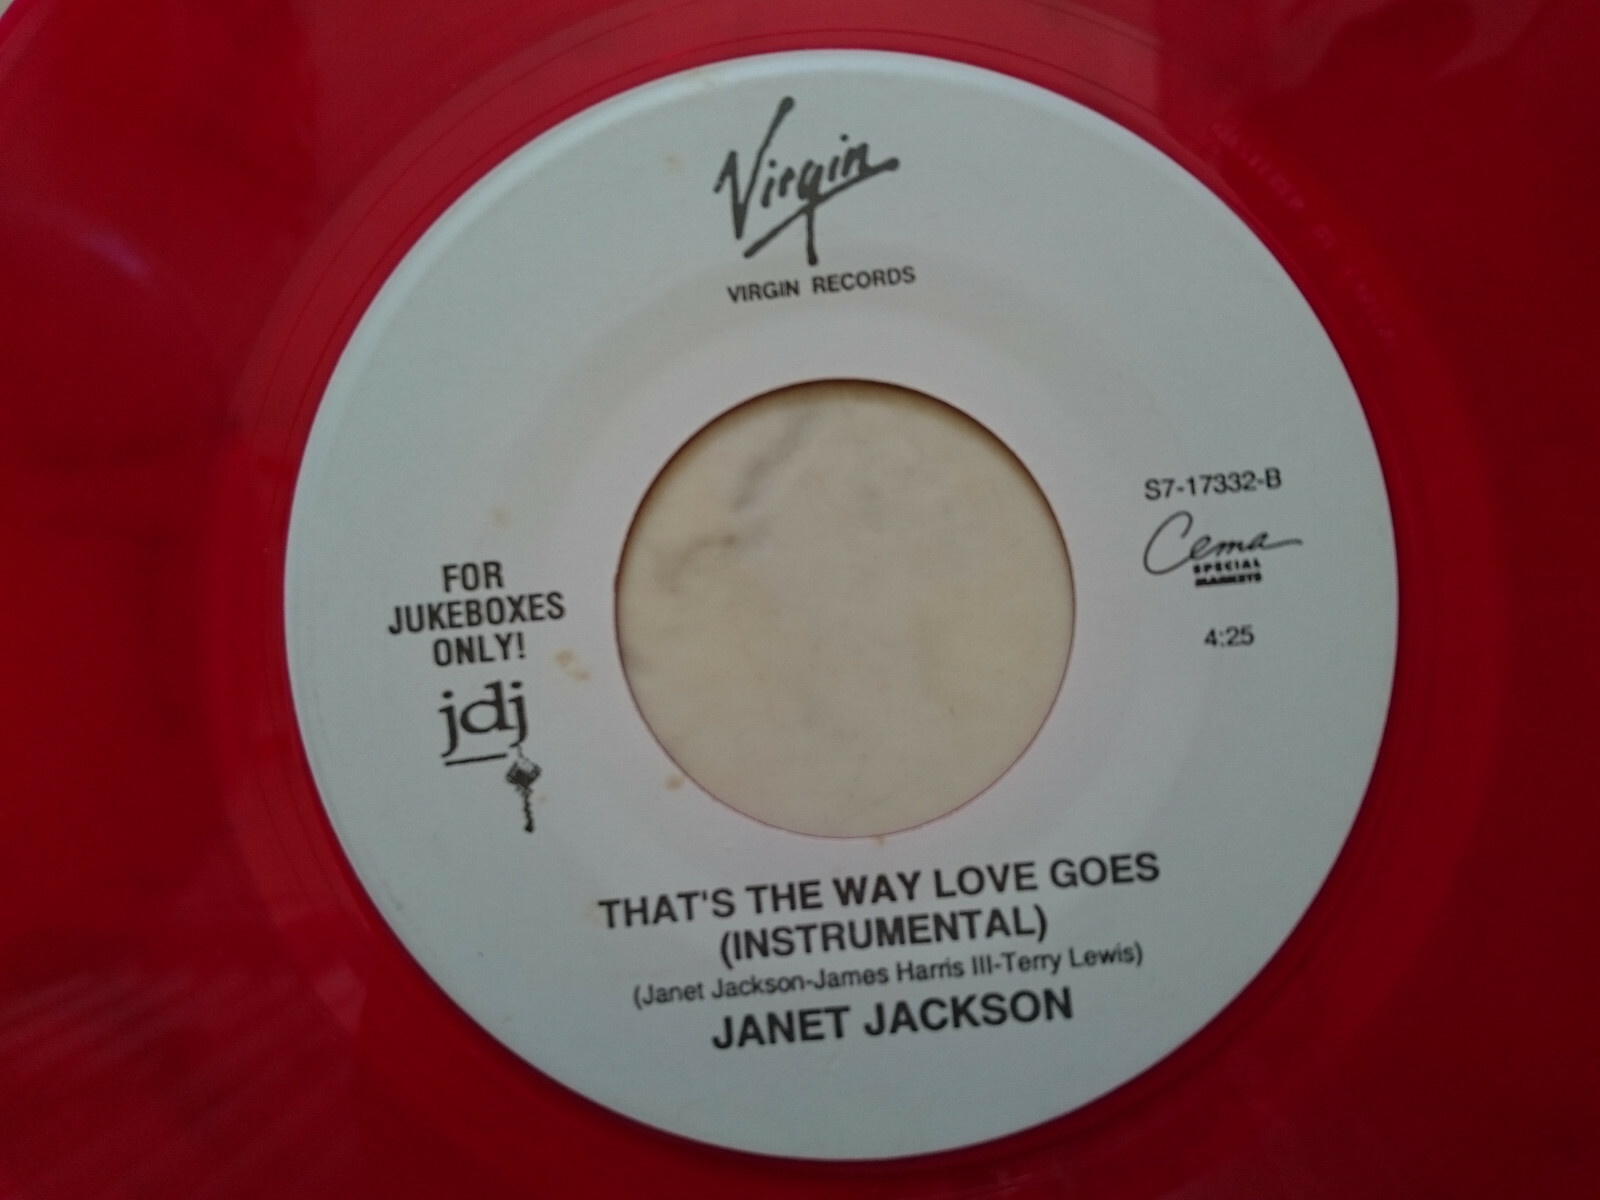 Virgin
VIRGIN RECORDS
S7-17332-B
Cema
SPECIAL
MARKETS
4:25
FOR
JUKEBOXES
ONLY!
jdj
THAT'S THE WAY LOVE GOES
(INSTRUMENTAL)
(Janet Jackson-James Harris III-Terry Lewis)
JANET JACKSON